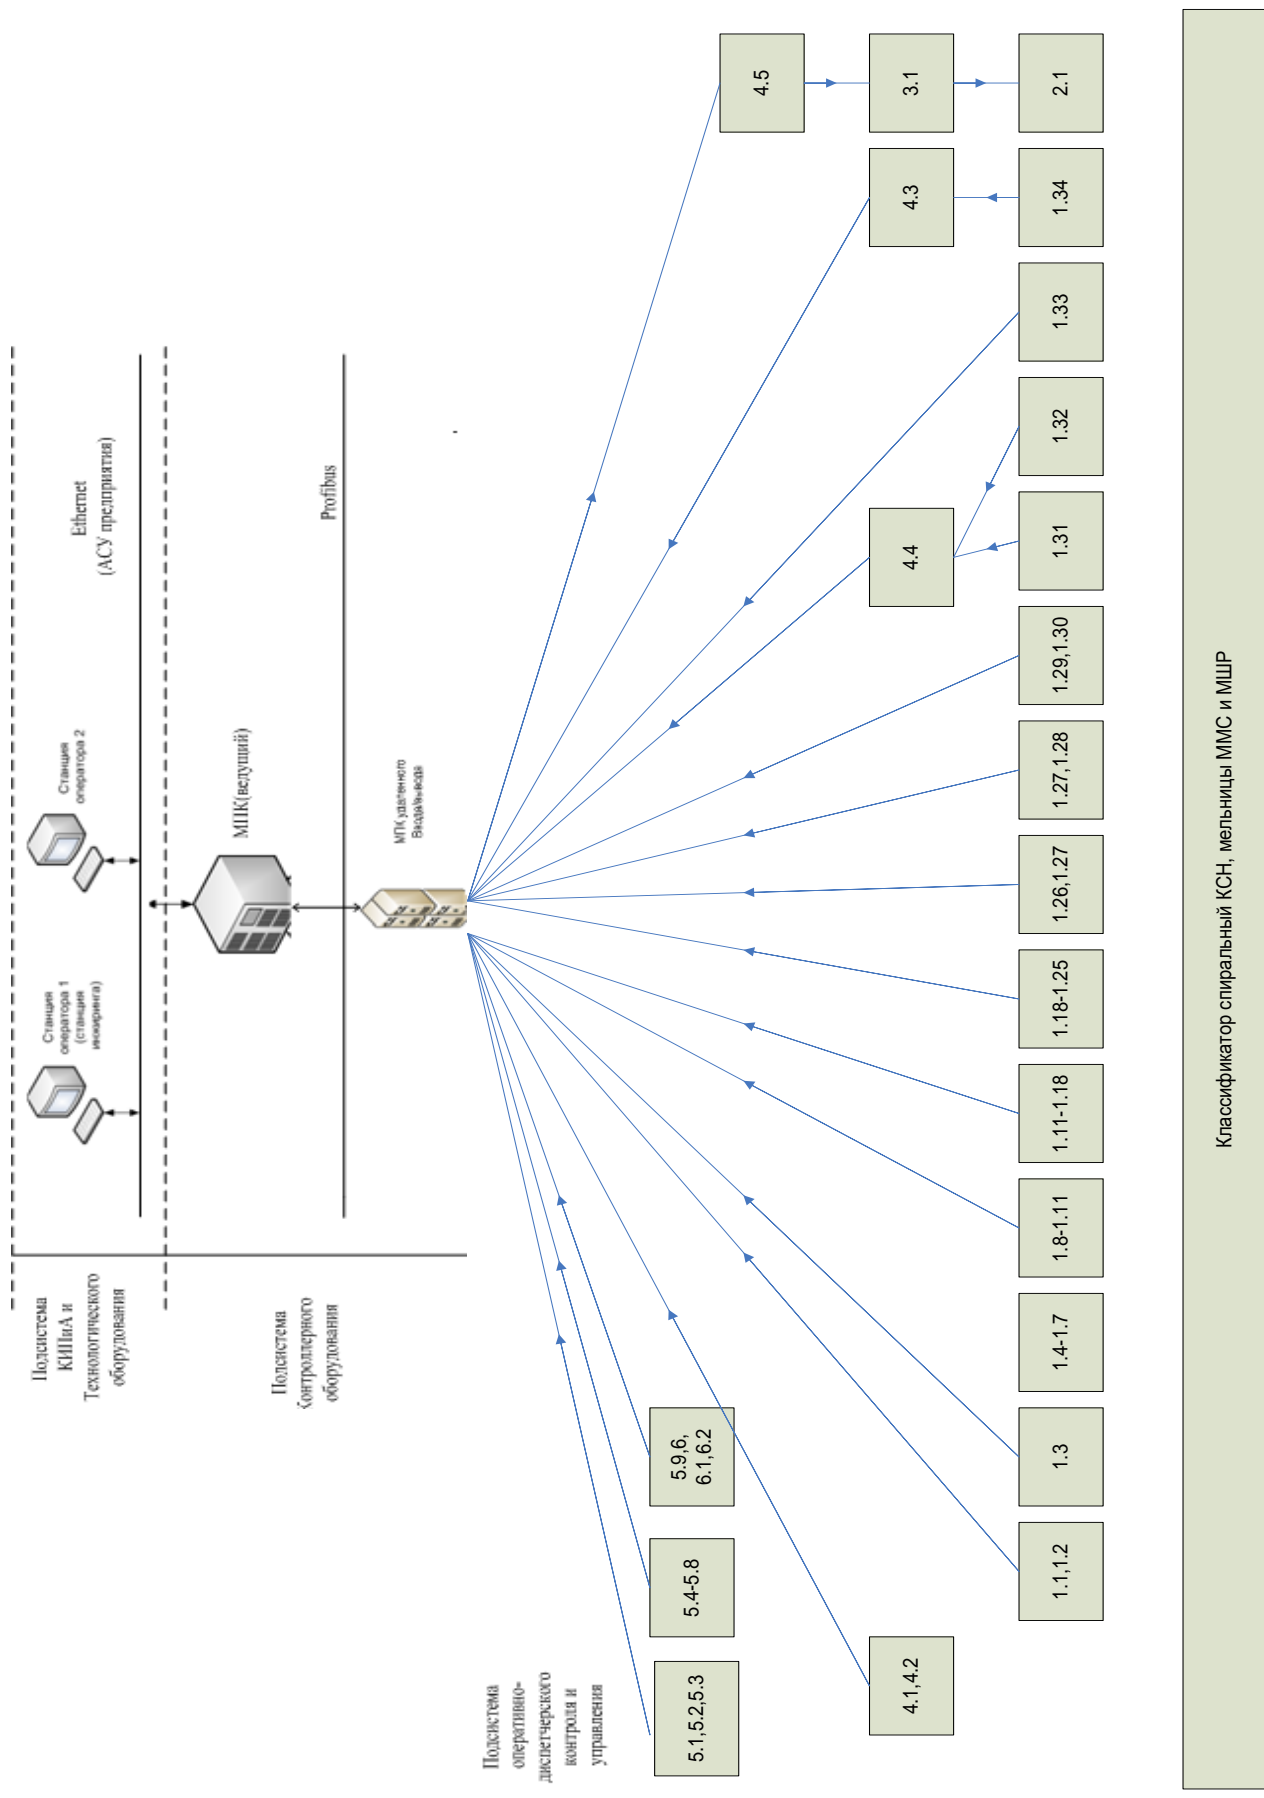 Подсистема
КИПиА и
Технологического
оборудования
Станция
оператора 1
(станция
инжиринга)
Станция
оператора 2
Ethernet
(АСУ предприятия)
Подсистема
Контроллерного
оборудования
МПК(ведущий)
Profibus
МПК удаленного
Ввода/вывода
Подсистема
оперативно-
диспетчерского
контроля и
управления
5.1,5.2,5.3
5.4-5.8
5.9,6,
6.1,6.2
4.5
4.1,4.2
4.4
4.3
3.1
1.1,1.2
1.3
1.4-1.7
1.8-1.11
1.11-1.18
1.18-1.25
1.26,1.27
1.27,1.28
1.29,1.30
1.31
1.32
1.33
1.34
2.1
Классификатор спиральный КСН, мельницы ММС и МШР